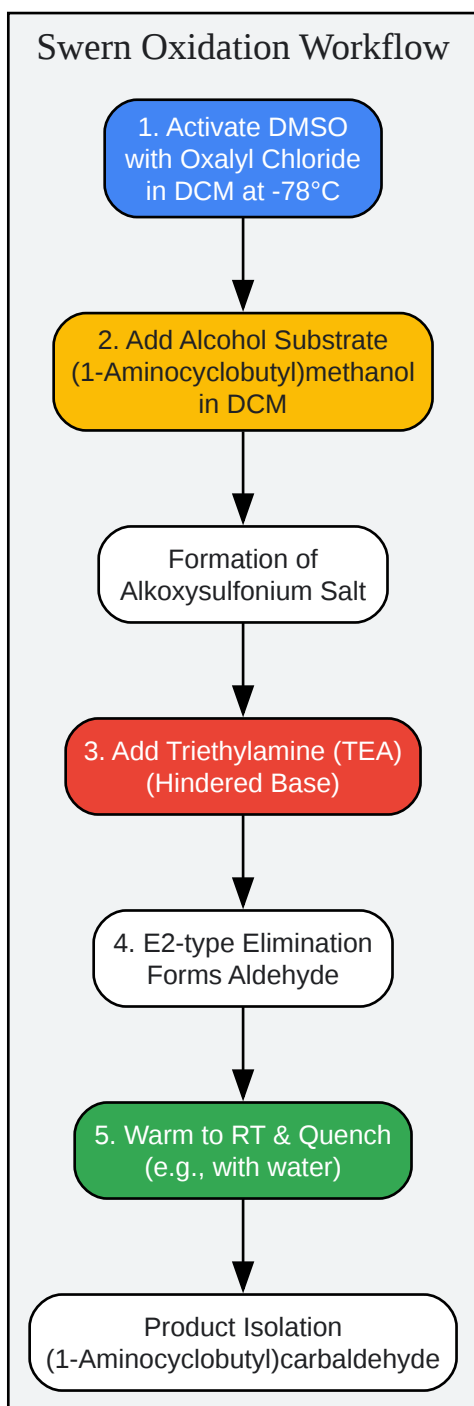 Swern Oxidation Workflow
1. Activate DMSO
with Oxalyl Chloride
in DCM at -78°C
2. Add Alcohol Substrate
(1-Aminocyclobutyl)methanol
in DCM
Formation of
Alkoxysulfonium Salt
3. Add Triethylamine (TEA)
(Hindered Base)
4. E2-type Elimination
Forms Aldehyde
5. Warm to RT & Quench
(e.g., with water)
Product Isolation
(1-Aminocyclobutyl)carbaldehyde